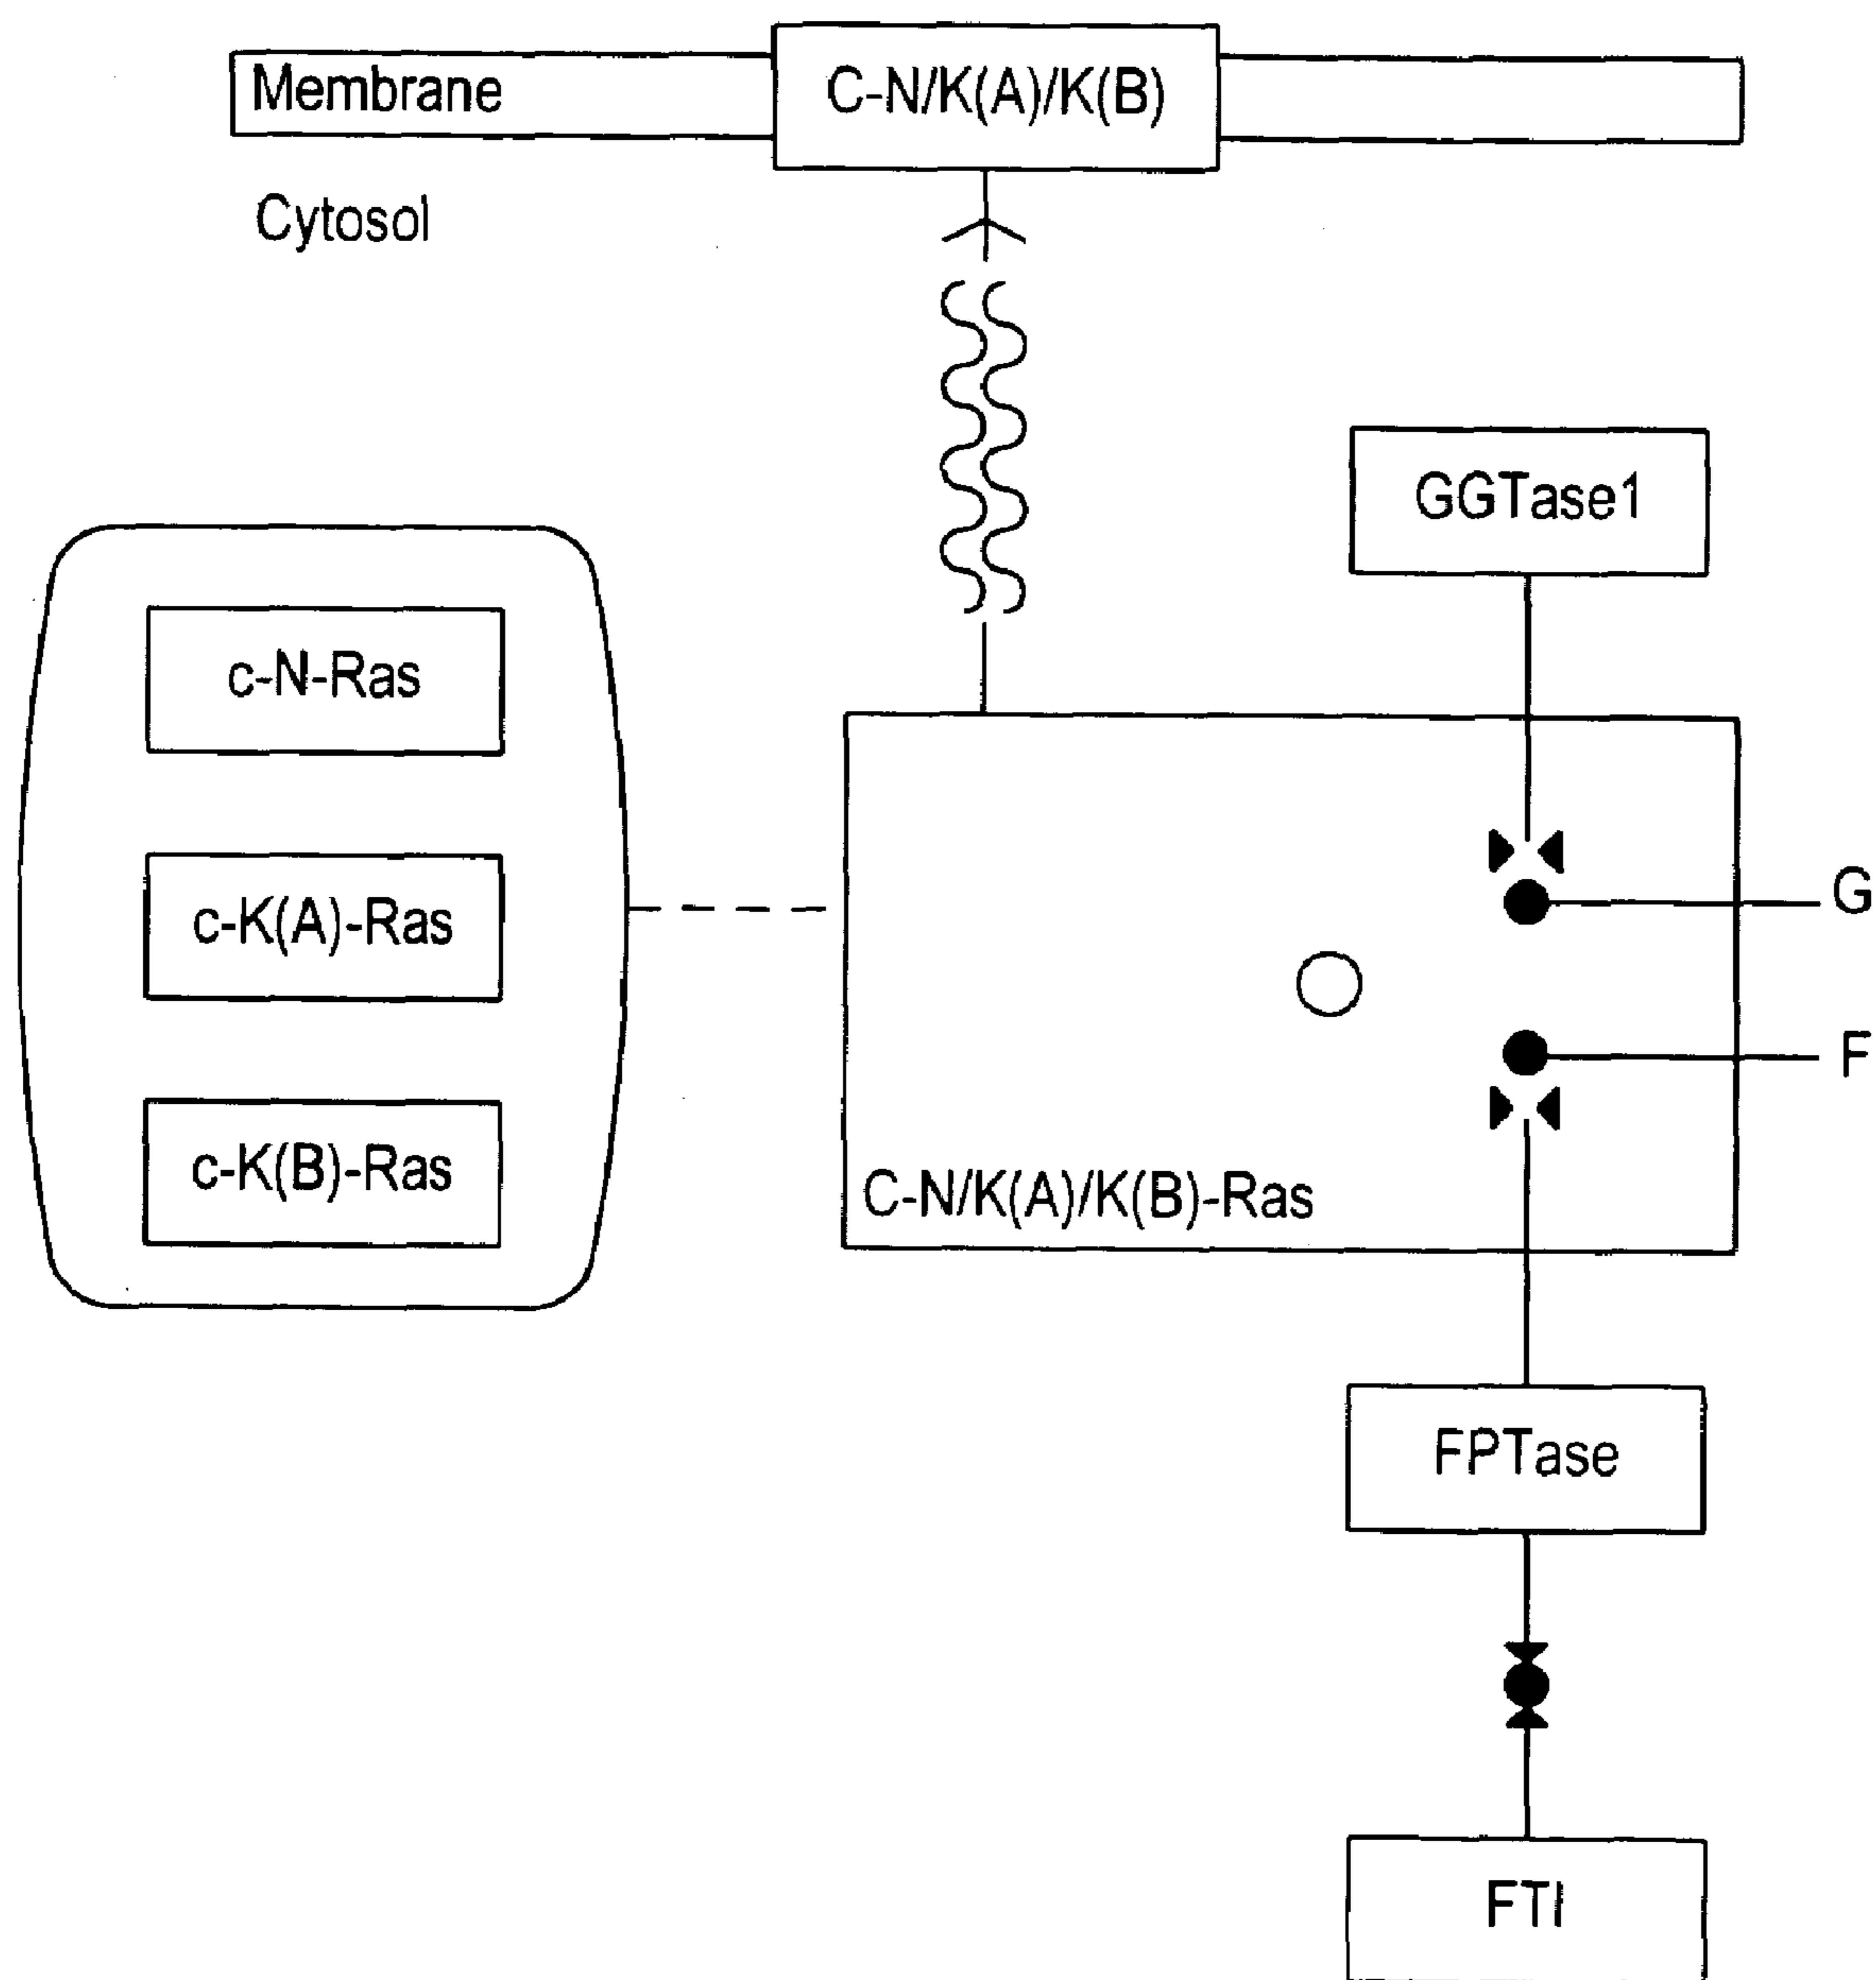 Membrane
C-N/K(A)/K(B)
Cytosol
GGTase1
c-N-Ras
c-K(A)-Ras
c-K(B)-Ras
G
F
C-N/K(A)/K(B)-Ras
FPTase
FTI